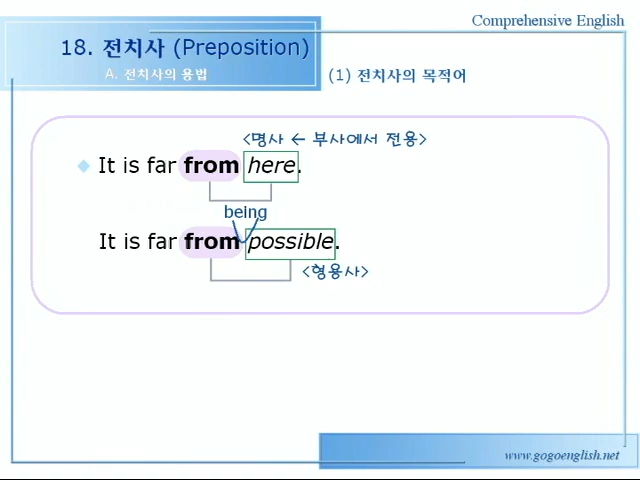 Comprehensive English
18. 전치사 (Preposition)
A. 전치사의 용법
(1) 전치사의 목적어
<명사 ← 부사에서 전용>
It is far from here.
being
It is far from possible.
<형용사>
www.gogoenglish.net